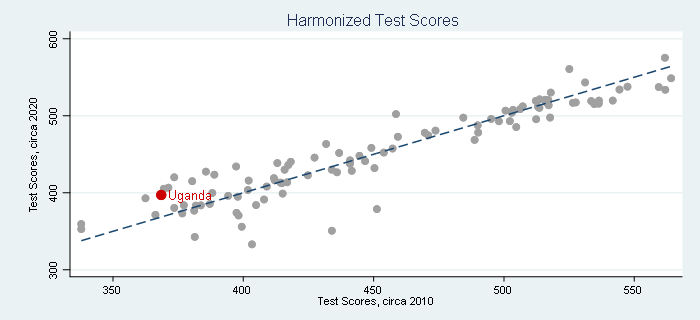 Harmonized Test Scores
Test Scores, circa 2020
600
500
400
300
Uganda
350
400
450
500
550
Test Scores, circa 2010